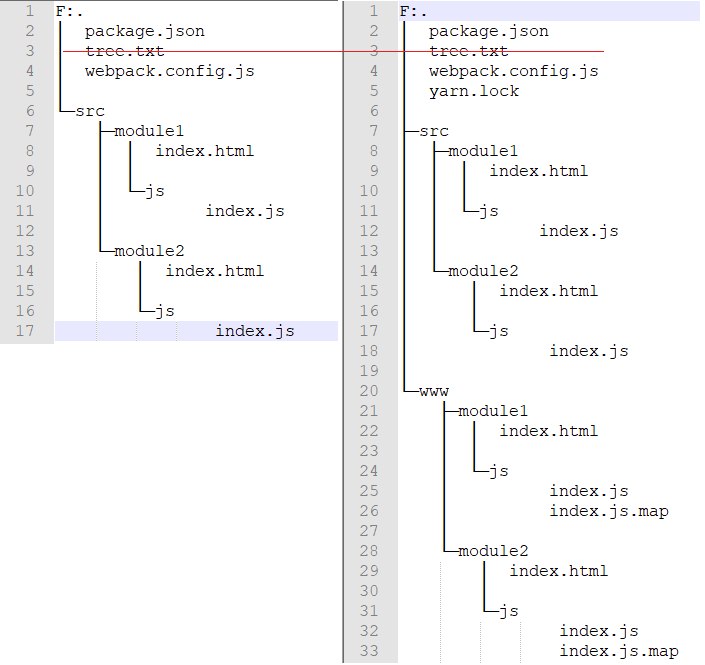 1 F:.
2 package.json
3 tree.txt
4 webpack.config.js
5
6 src
7 module1
8 index.html
9
10 js
11 index.js
12
13 module2
14 index.html
15
16 js
17 index.js
1 F:.
2 package.json
3 tree.txt
4 webpack.config.js
5 yarn.lock
6
7 src
8 module1
9 index.html
10
11 js
12 index.js
13
14 module2
15 index.html
16
17 js
18 index.js
19
20 www
21 module1
22 index.html
23
24 js
25 index.js
26 index.js.map
27
28 module2
29 index.html
30
31 js
32 index.js
33 index.js.map